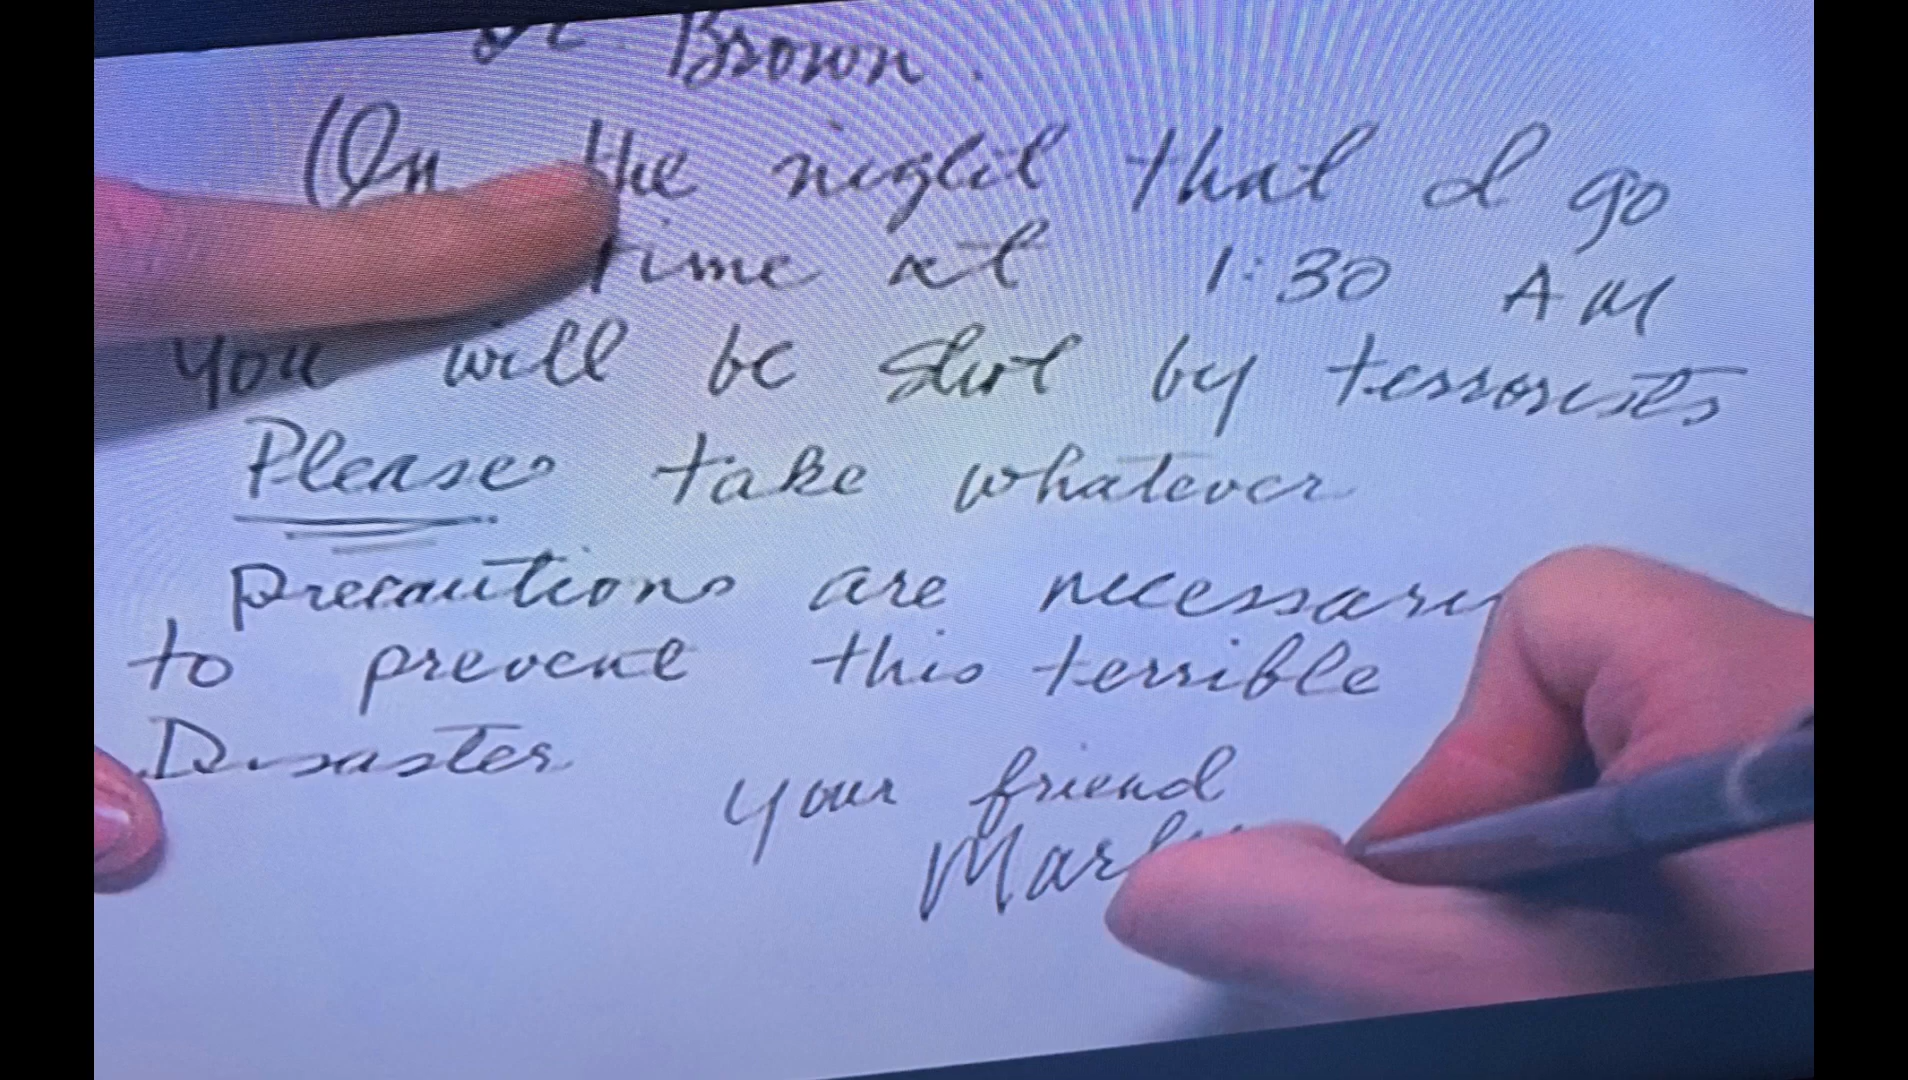 Brown.
On the night that I go
time at 1:30 AM
you will be shot by terrorists
Please take whatever
precautions are necessary
to prevent this terrible
Disaster
your friend